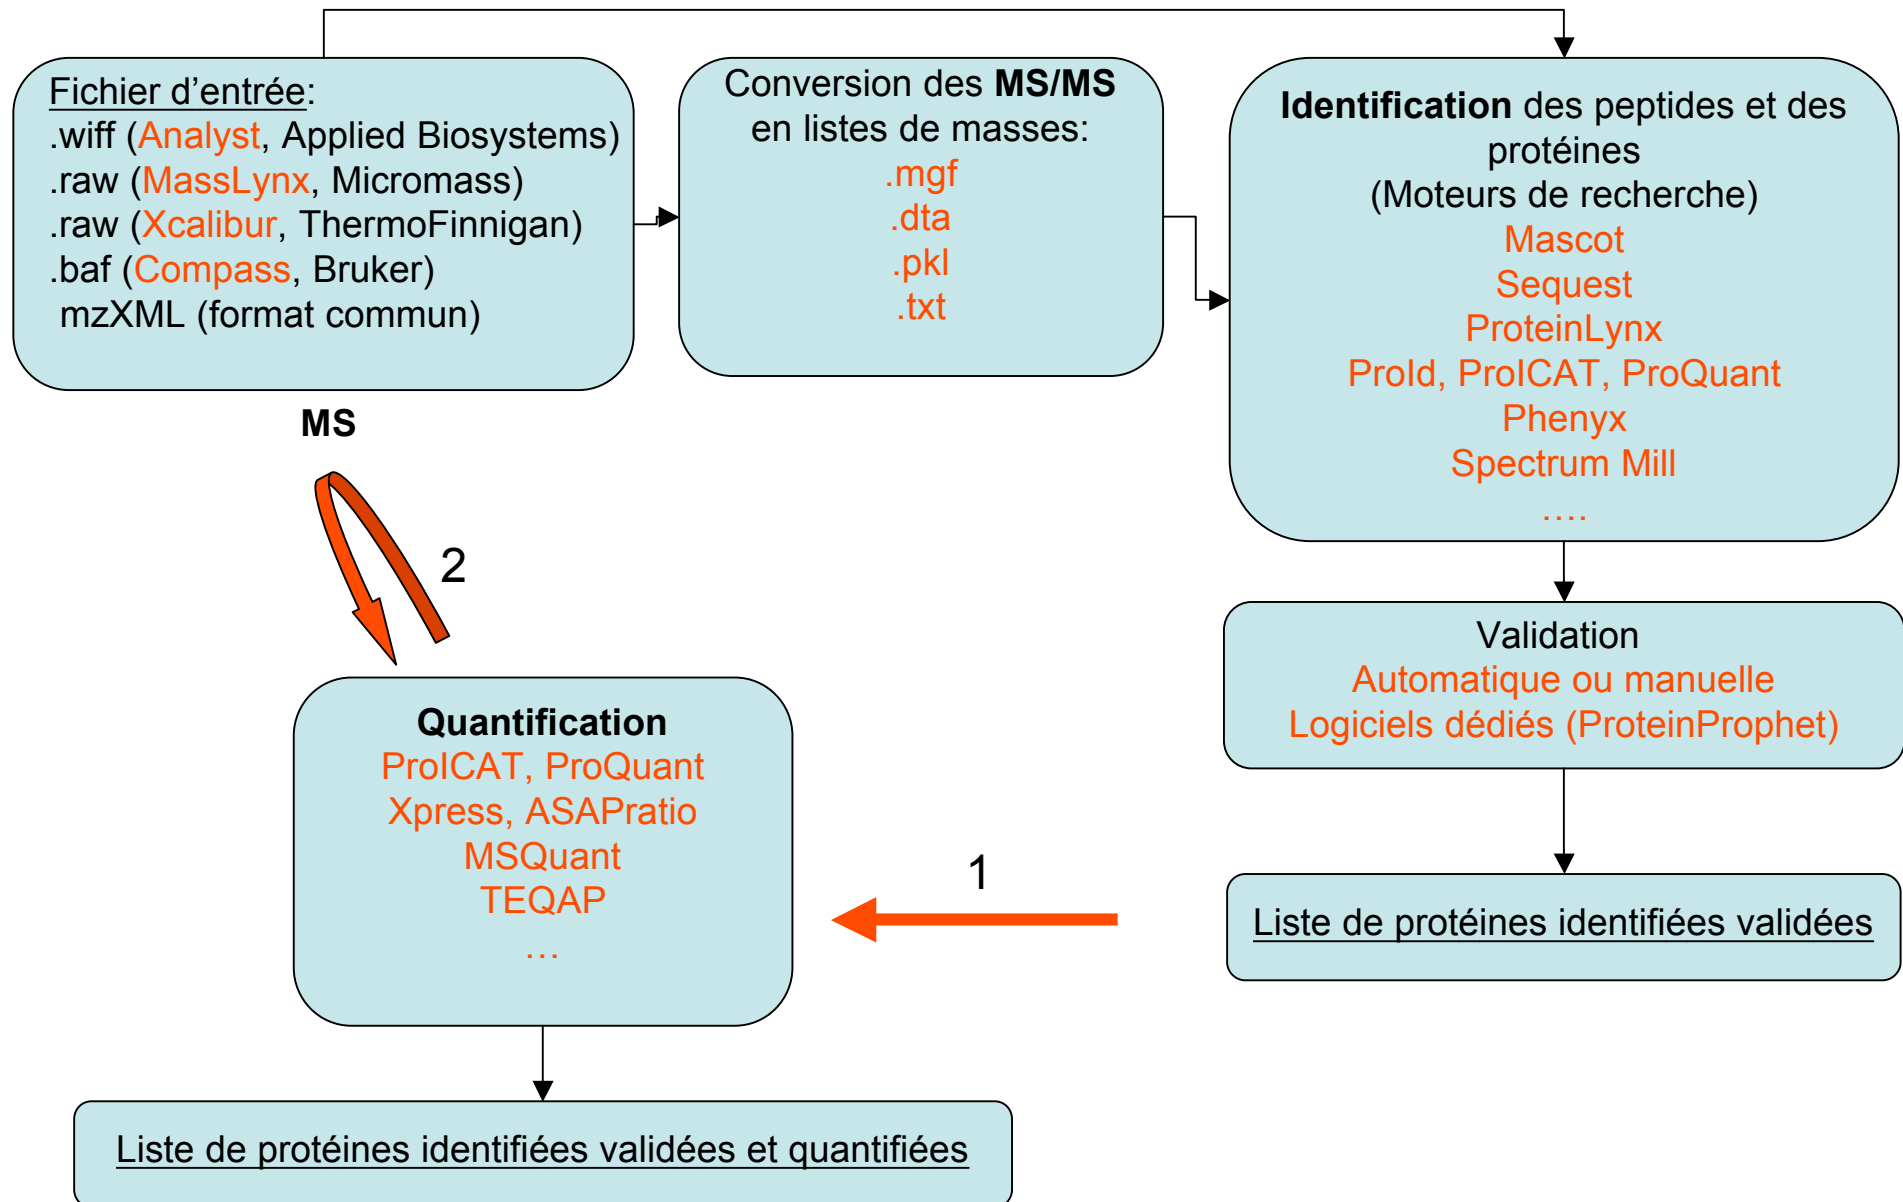 Fichier d'entrée:
.wiff (Analyst, Applied Biosystems)
.raw (MassLynx, Micromass)
.raw (Xcalibur, ThermoFinnigan)
.baf (Compass, Bruker)
mzXML (format commun)
Conversion des MS/MS
en listes de masses:
.mgf
.dta
.pkl
.txt
Identification des peptides et des
protéines
(Moteurs de recherche)
Mascot
Sequest
ProteinLynx
ProId, ProICAT, ProQuant
Phenyx
Spectrum Mill
....
MS
2
Validation
Automatique ou manuelle
Logiciels dédiés (ProteinProphet)
Quantification
ProICAT, ProQuant
Xpress, ASAPratio
MSQuant
TEQAP
...
1
Liste de protéines identifiées validées
Liste de protéines identifiées validées et quantifiées